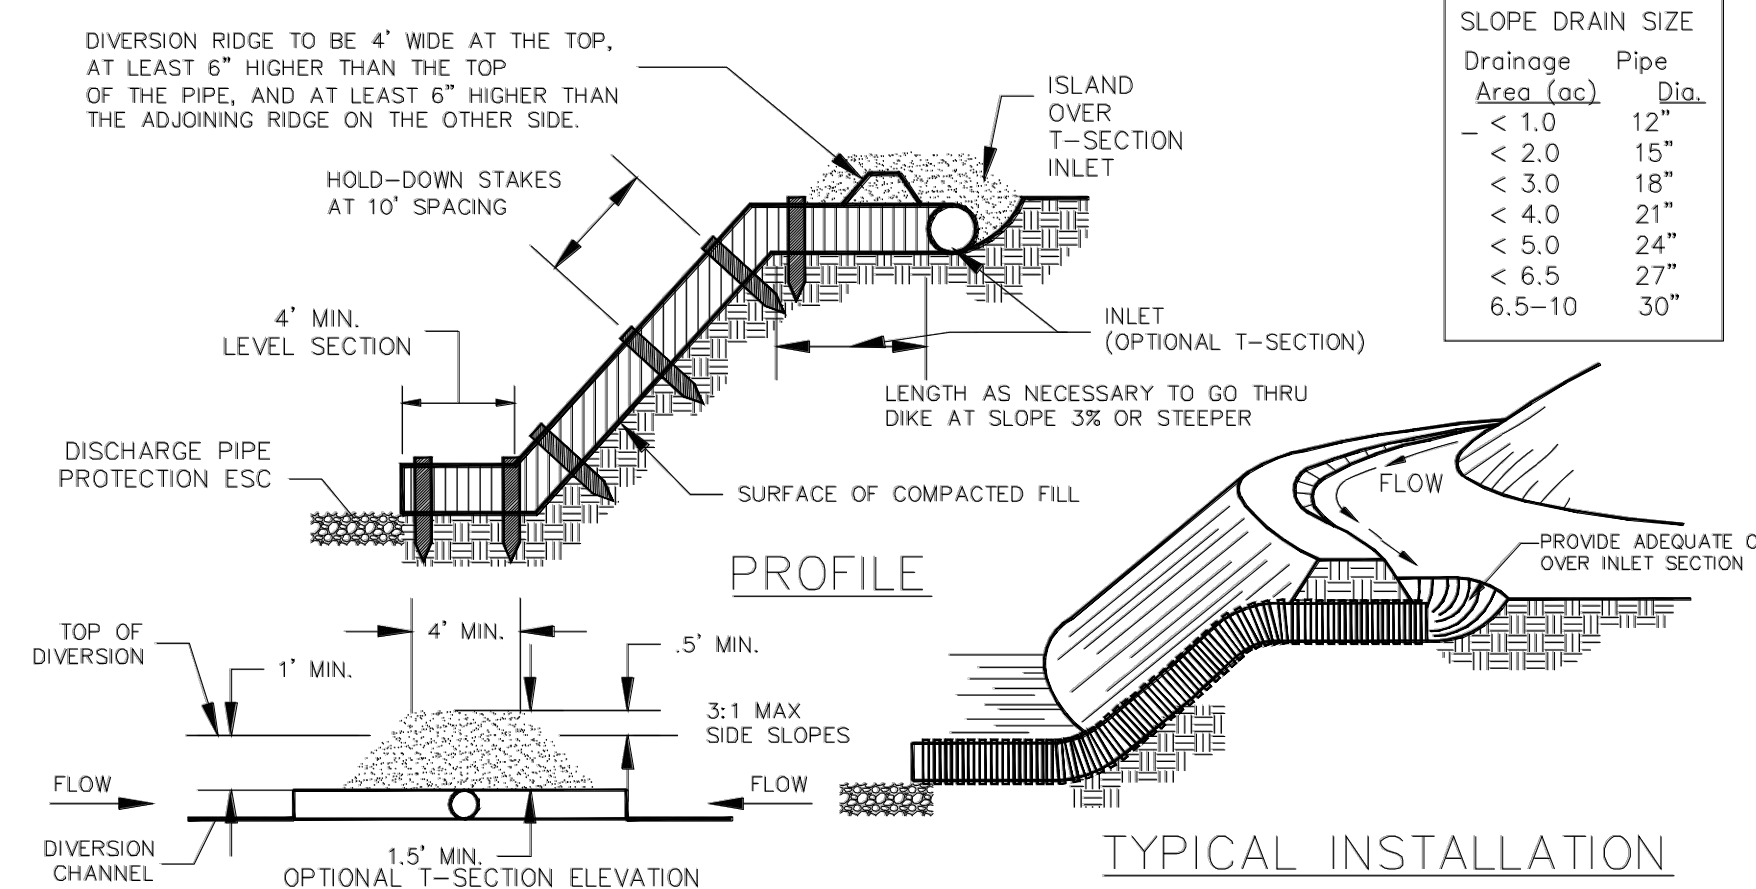 DIVERSION RIDGE TO BE 4' WIDE AT THE TOP,
AT LEAST 6" HIGHER THAN THE TOP
OF THE PIPE, AND AT LEAST 6" HIGHER THAN
THE ADJOINING RIDGE ON THE OTHER SIDE.
ISLAND
OVER
T-SECTION
INLET
HOLD-DOWN STAKES
AT 10' SPACING
4' MIN.
LEVEL SECTION
INLET
(OPTIONAL T-SECTION)
LENGTH AS NECESSARY TO GO THRU
DIKE AT SLOPE 3% OR STEEPER
DISCHARGE PIPE
PROTECTION ESC
SURFACE OF COMPACTED FILL
PROFILE
SLOPE DRAIN SIZE
Drainage Pipe
Area (ac) Dia.
_ < 1.0 12"
< 2.0 15"
< 3.0 18"
< 4.0 21"
< 5.0 24"
< 6.5 27"
6.5-10 30"
FLOW
PROVIDE ADEQUATE
OVER INLET SECTION
TYPICAL INSTALLATION
TOP OF
DIVERSION
1' MIN.
4' MIN.
.5' MIN.
3:1 MAX
SIDE SLOPES
FLOW
FLOW
DIVERSION
CHANNEL
1.5' MIN.
OPTIONAL T-SECTION ELEVATION